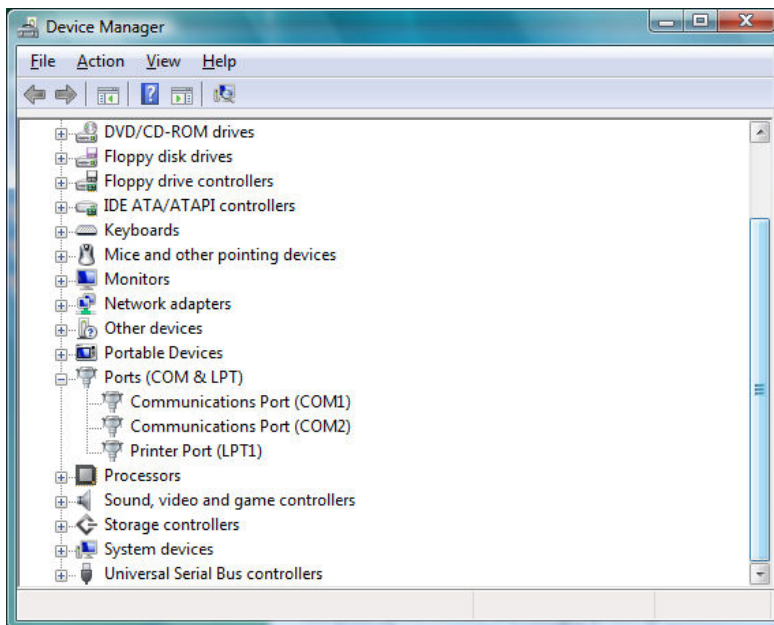 Device Manager
File Action View Help
DVD/CD-ROM drives
Floppy disk drives
Floppy drive controllers
IDE ATA/ATAPI controllers
Keyboards
Mice and other pointing devices
Monitors
Network adapters
Other devices
Portable Devices
Ports (COM & LPT)
Communications Port (COM1)
Communications Port (COM2)
Printer Port (LPT1)
Processors
Sound, video and game controllers
Storage controllers
System devices
Universal Serial Bus controllers